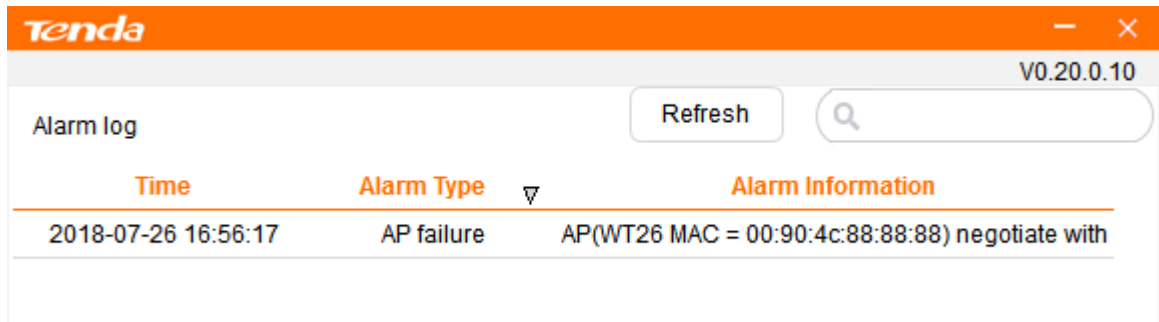 Tenda
V0.20.0.10
Alarm log Refresh
Time Alarm Type Alarm Information
2018-07-26 16:56:17 AP failure AP(WT26 MAC = 00:90:4c:88:88:88) negotiate with